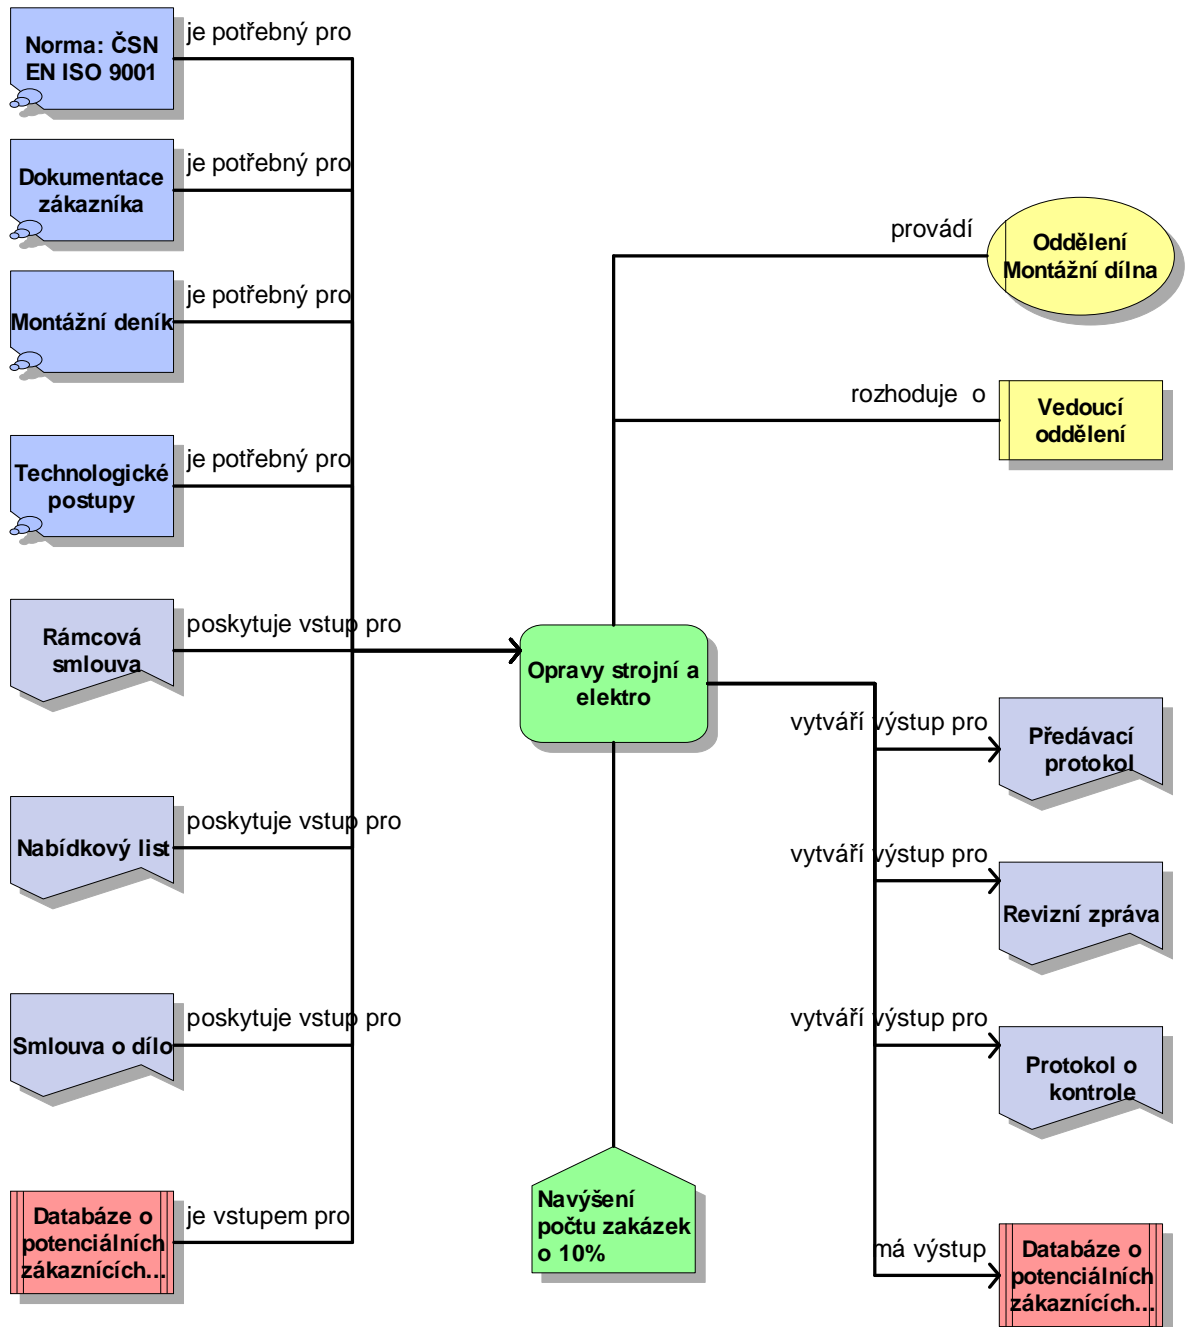 Norma: ČSN
EN ISO 9001
je potřebný pro
Dokumentace
zákazníka
je potřebný pro
Montážní deník
je potřebný pro
Technologické
postupy
je potřebný pro
Rámcová
smlouva
poskytuje vstup pro
Nabídkový list
poskytuje vstup pro
Smlouva o dílo
poskytuje vstup pro
Databáze o
potenciálních
zákaznících...
je vstupem pro
Opravy strojní a
elektro
Navýšení
počtu zakázek
o 10%
provádí
Oddělení
Montážní dílna
rozhoduje o
Vedoucí
oddělení
vytváří výstup pro
Předávací
protokol
vytváří výstup pro
Revizní zpráva
vytváří výstup pro
Protokol o
kontrole
má výstup
Databáze o
potenciálních
zákaznících...